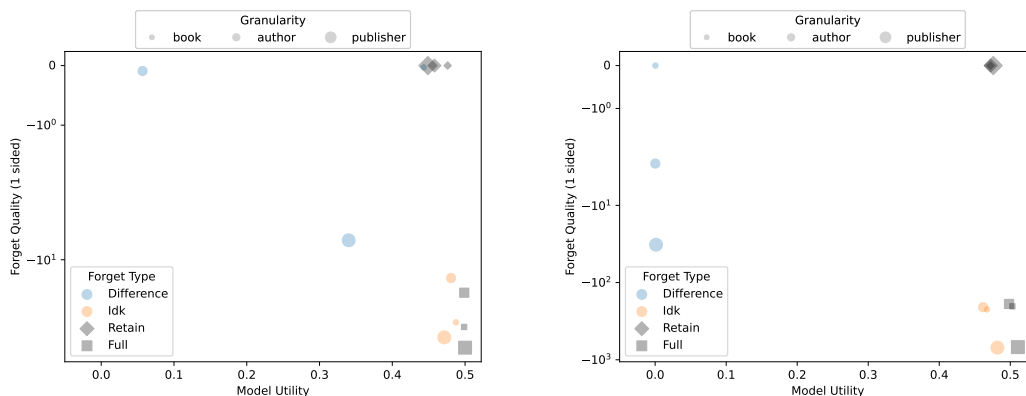 Granularity
book author publisher
0
−10⁰
−10¹
Forget Quality (1 sided)
Forget Type
Difference
Idk
Retain
Full
0.0 0.1 0.2 0.3 0.4 0.5
Model Utility
Granularity
book author publisher
0
−10⁰
−10¹
−10²
−10³
Forget Quality (1 sided)
Forget Type
Difference
Idk
Retain
Full
0.0 0.1 0.2 0.3 0.4 0.5
Model Utility